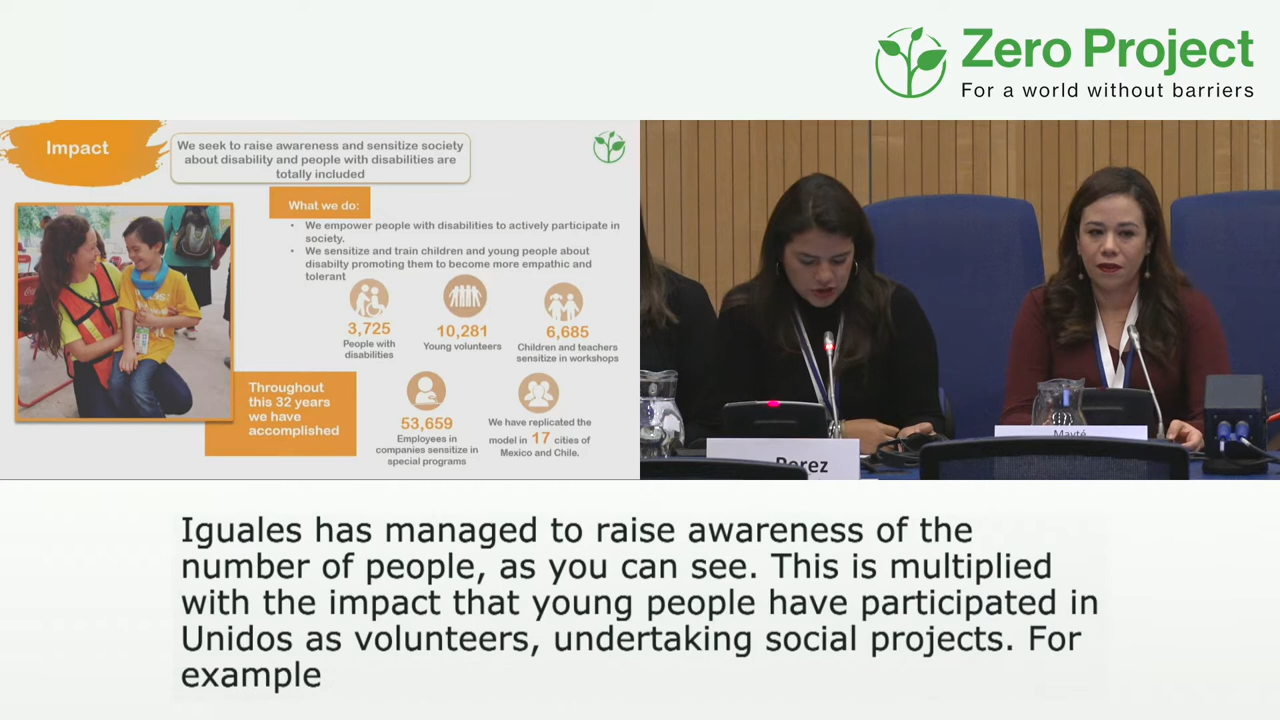 Zero Project
For a world without barriers
Impact
We seek to raise awareness and sensitize society
about disability and people with disabilities are
totally included
What we do:
• We empower people with disabilities to actively participate in
society.
• We sensitize and train children and young people about
disabilty promoting them to become more empathic and
tolerant
3,725
People with
disabilities
10,281
Young volunteers
6,685
Children and teachers
sensitize in workshops
Throughout
this 32 years
we have
accomplished
53,659
Employees in
companies sensitize in
special programs
We have replicated the
model in 17 cities of
Mexico and Chile.
Perez
Mayté
Iguales has managed to raise awareness of the
number of people, as you can see. This is multiplied
with the impact that young people have participated in
Unidos as volunteers, undertaking social projects. For
example